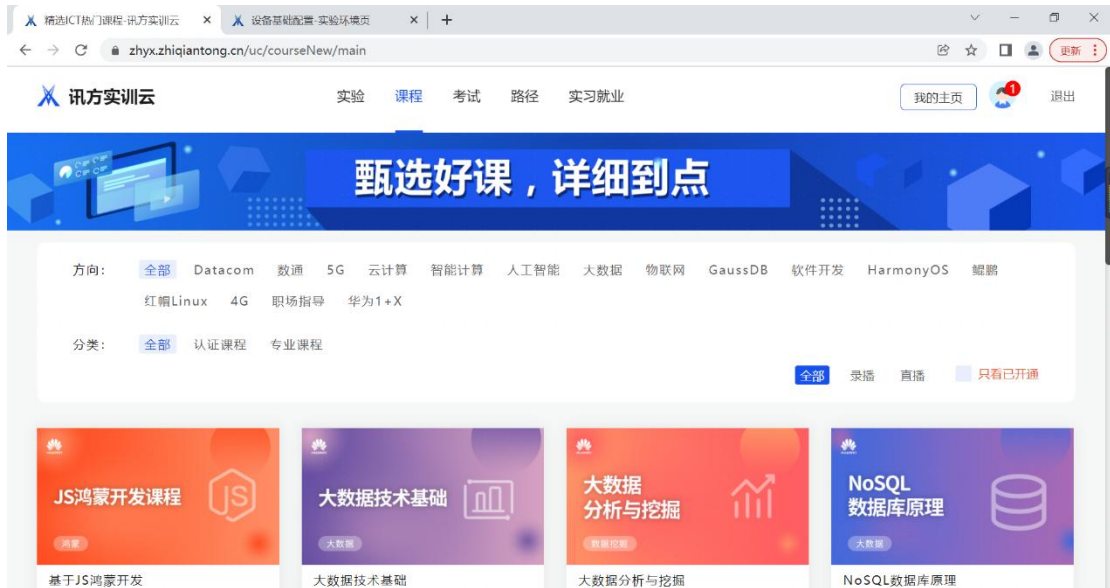 精选ICT热门课程-讯方实训云
设备基础配置-实验环境页
zhyx.zhiqiantong.cn/uc/courseNew/main
更新
讯方实训云 实验 课程 考试 路径 实习就业 我的主页 1 退出
甄选好课，详细到点
方向： 全部 Datacom 数通 5G 云计算 智能计算 人工智能 大数据 物联网 GaussDB 软件开发 HarmonyOS 鲲鹏
红帽Linux 4G 职场指导 华为1+X
分类： 全部 认证课程 专业课程
全部 录播 直播 只看已开通
JS鸿蒙开发课程
JS
鸿蒙
基于JS鸿蒙开发
大数据技术基础
大数据
大数据技术基础
大数据
分析与挖掘
数据挖掘
大数据分析与挖掘
NoSQL
数据库原理
大数据
NoSQL数据库原理